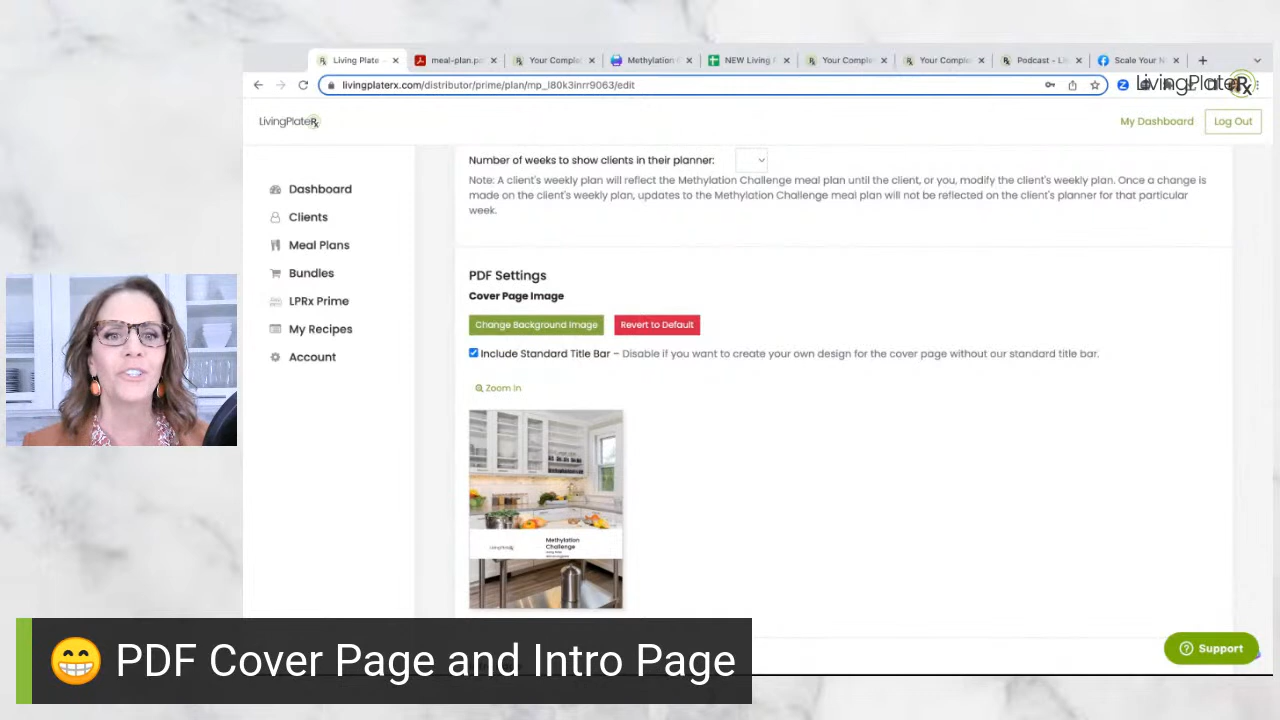 Living Plate –
meal-plan.pd
Your Comple
Methylation
NEW Living
Your Comple
Your Comple
Podcast - Li
Scale Your N
livingplaterx.com/distributor/prime/plan/mp_l80k3inrr9063/edit
LivingPlateRx
LivingPlateRx
My Dashboard
Log Out
Dashboard
Clients
Meal Plans
Bundles
LPRx Prime
My Recipes
Account
Number of weeks to show clients in their planner:
Note: A client's weekly plan will reflect the Methylation Challenge meal plan until the client, or you, modify the client's weekly plan. Once a change is
made on the client's weekly plan, updates to the Methylation Challenge meal plan will not be reflected on the client's planner for that particular
week.
PDF Settings
Cover Page Image
Change Background Image
Revert to Default
Include Standard Title Bar – Disable if you want to create your own design for the cover page without our standard title bar.
Zoom In
LivingPlateRx
Methylation
Challenge
😁 PDF Cover Page and Intro Page
Support